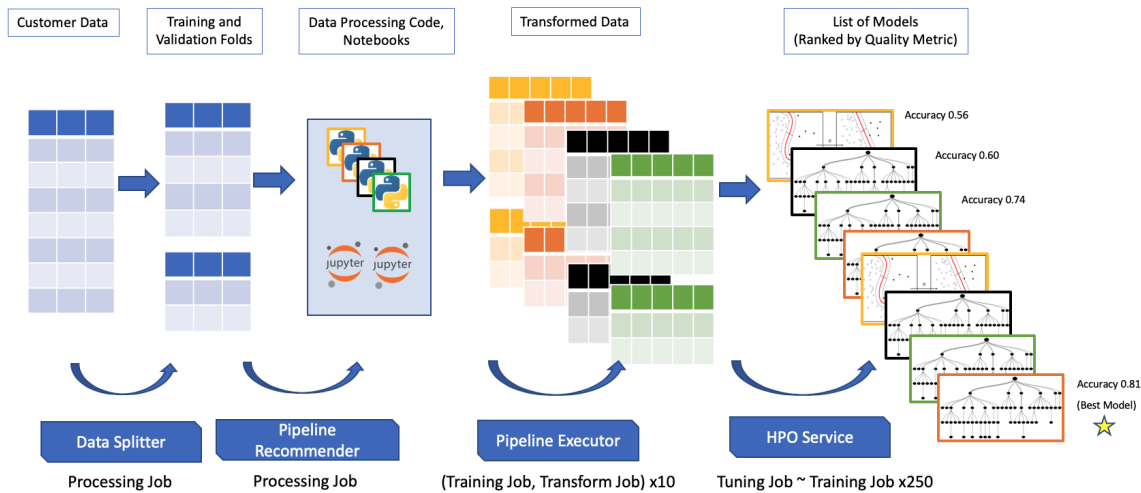 Customer Data
Training and
Validation Folds
Data Processing Code,
Notebooks
Transformed Data
List of Models
(Ranked by Quality Metric)
Accuracy 0.56
Accuracy 0.60
Accuracy 0.74
jupyter
jupyter
Accuracy 0.81
(Best Model)
Data Splitter
Pipeline
Recommender
Pipeline Executor
HPO Service
Processing Job
Processing Job
(Training Job, Transform Job) x10
Tuning Job ~ Training Job x250